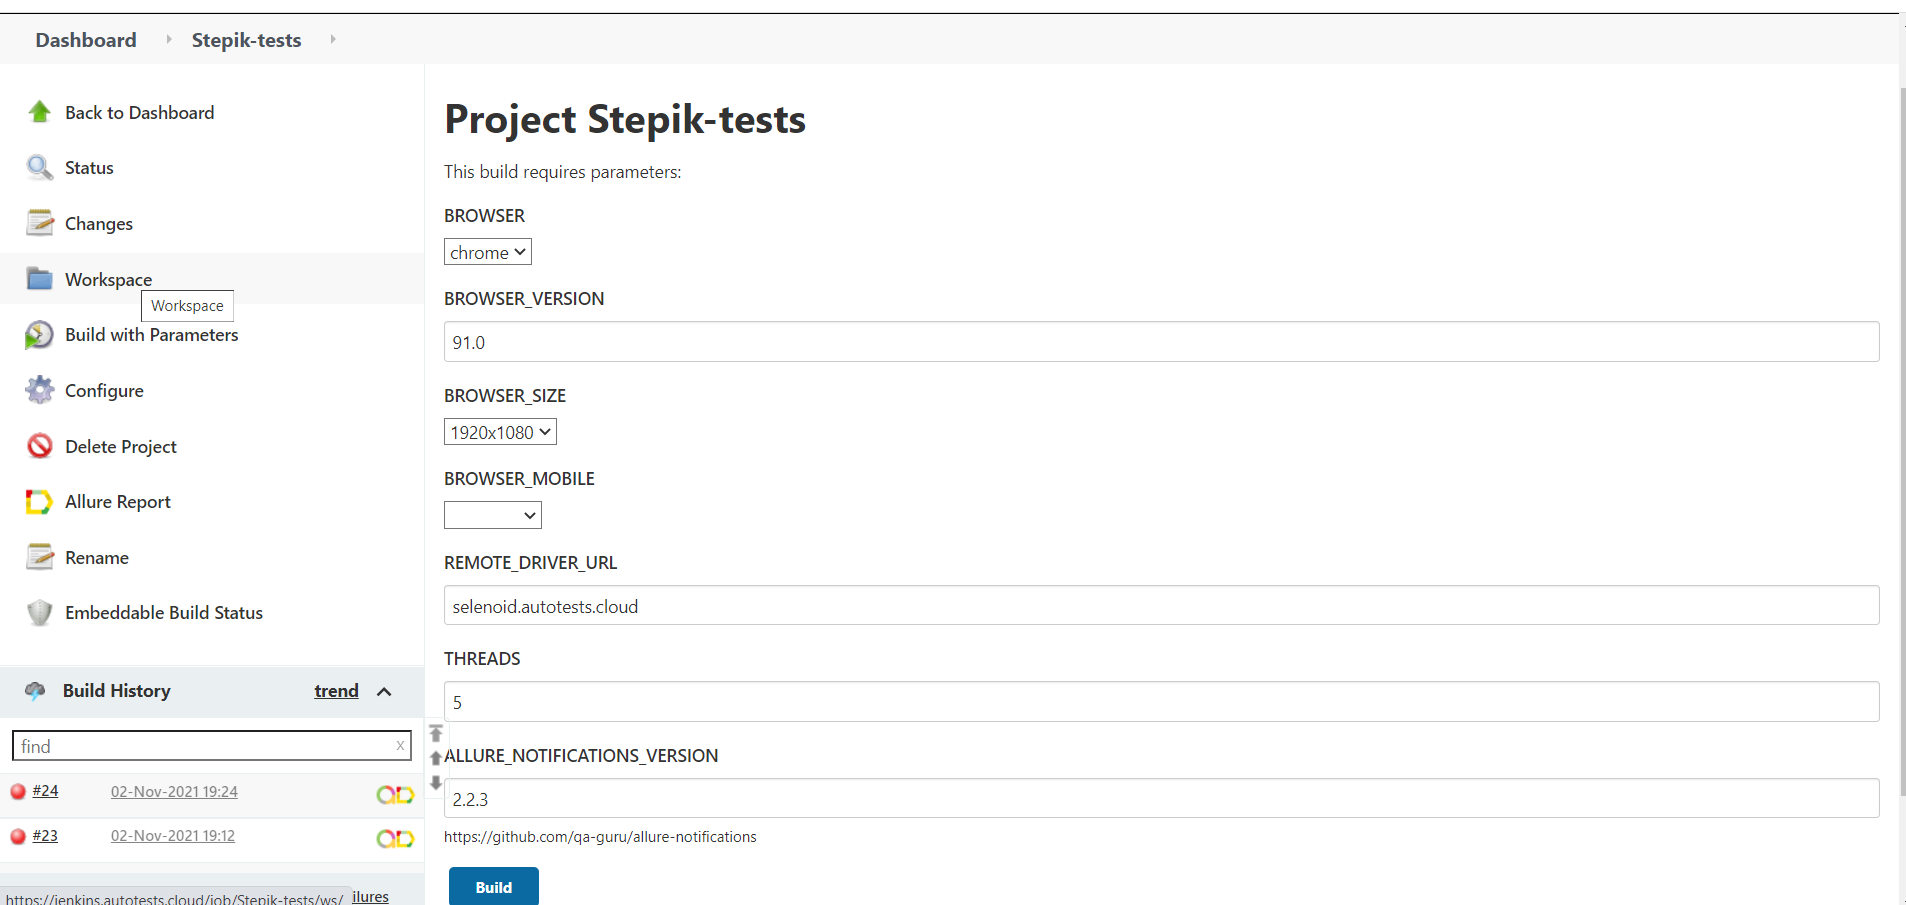 Dashboard Stepik-tests
Back to Dashboard
Status
Changes
Workspace
Workspace
Build with Parameters
Configure
Delete Project
Allure Report
Rename
Embeddable Build Status
Build History trend
find x
#24 02-Nov-2021 19:24
#23 02-Nov-2021 19:12
https://jenkins.autotests.cloud/job/Stepik-tests/ws/ ilures
Project Stepik-tests
This build requires parameters:
BROWSER
chrome
BROWSER_VERSION
91.0
BROWSER_SIZE
1920x1080
BROWSER_MOBILE
REMOTE_DRIVER_URL
selenoid.autotests.cloud
THREADS
5
ALLURE_NOTIFICATIONS_VERSION
2.2.3
https://github.com/qa-guru/allure-notifications
Build